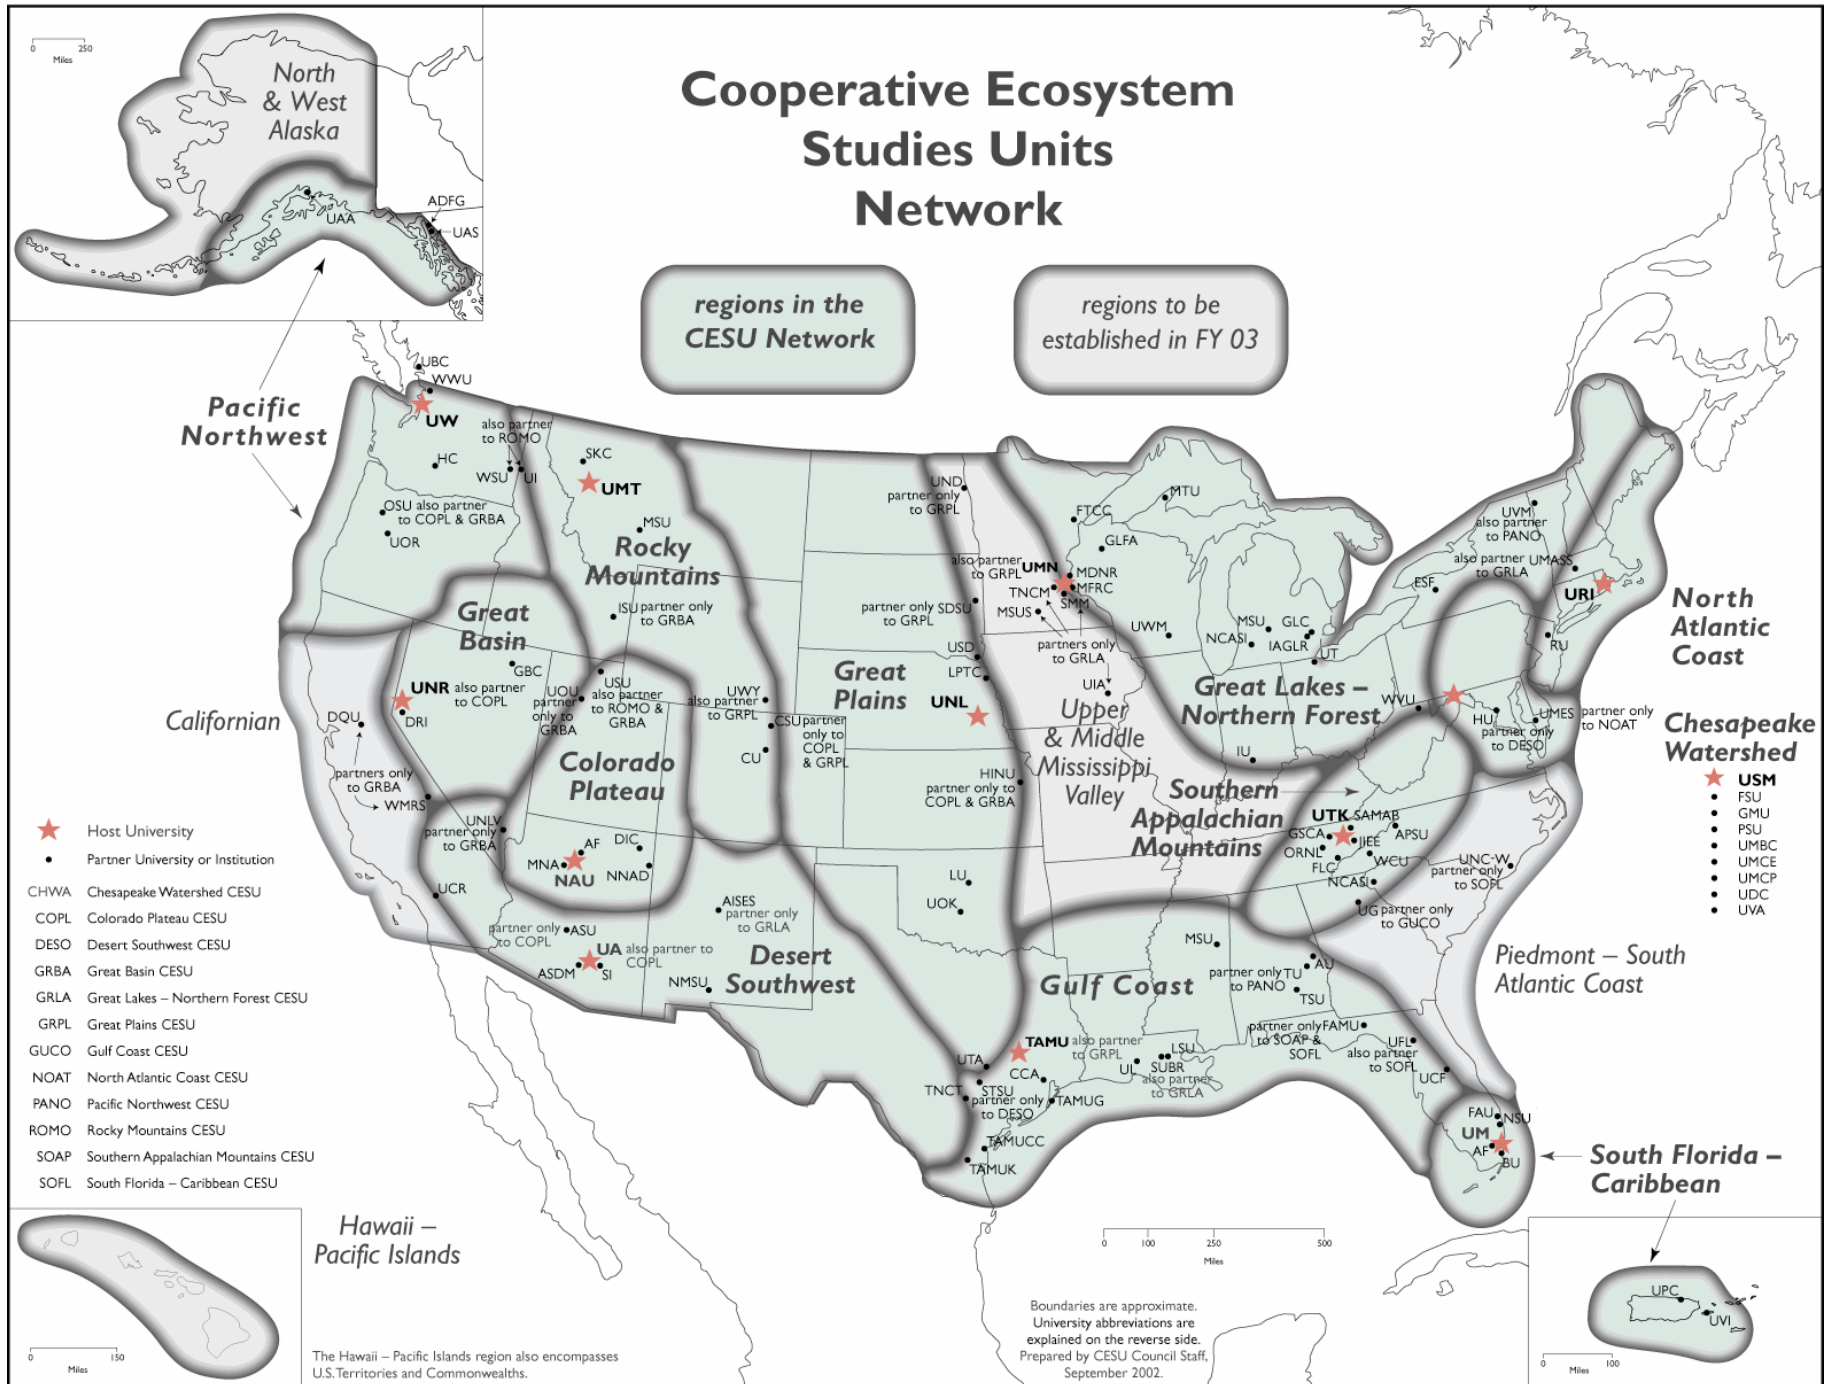 Cooperative Ecosystem
Studies Units
Network
0 250
Miles
North
& West
Alaska
UAA
ADFG
UAS
regions in the
CESU Network
regions to be
established in FY 03
Pacific
Northwest
UBC
WWU
UW
also partner
to ROMO
HC
WSU
UI
OSU also partner
to COPL & GRBA
UOR
SKC
UMT
MSU
Rocky
Mountains
ISU partner only
to GRBA
Great
Basin
GBC
UNR also partner
to COPL
DRI
UOU
partner
only to
GRBA
USU
also partner
to ROMO &
GRBA
UWY
also partner
to GRPL
CSU partner
only to
COPL
& GRPL
CU
Californian
DQU
partners only
to GRBA
WMRS
UNLV
partner only
to GRBA
UCR
Colorado
Plateau
DIC
AF
MNA
NAU
NNAD
ASU
partner only
to COPL
UA also partner to
COPL
ASDM
SI
AISES
partner only
to GRLA
NMSU
Desert
Southwest
UND
partner only
to GRPL
partner only SDSU
to GRPL
USD
LPTC
Great
Plains
UNL
HINU
partner only to
COPL & GRBA
LU
UOK
MTU
FTCC
GLFA
also partner
to GRPL
UMN
MDNR
MFRC
TNCM
SMM
MSUS
partners only
to GRLA
UIA
Upper
& Middle
Mississippi
Valley
UWM
MSU
GLC
NCASI
IAGLR
UT
Great Lakes –
Northern Forest
IU
UVM
also partner
to PANO
also partner UMASS
to GRLA
ESF
URI
RU
North
Atlantic
Coast
WVU
HU
partner only
to DESO
UMES partner only
to NOAT
Chesapeake
Watershed
USM
FSU
GMU
PSU
UMBC
UMCE
UMCP
UDC
UVA
Southern
Appalachian
Mountains
UTK
SAMAB
GSCA
IJEE
APSU
ORNL
FLC
WCU
NCASI
UG partner only
to GUCO
UNC-W
partner only
to SOFL
Piedmont – South
Atlantic Coast
Gulf Coast
MSU
AU
partner only TU
to PANO
TSU
partner only FAMU
to SOAP &
SOFL
UFL
also partner
to SOFL
UCF
TAMU also partner
to GRPL
UTA
CCA
TNCT
STSU
partner only
to DESO
TAMUG
TAMUCC
TAMUK
UL
LSU
SUBR
also partner
to GRLA
FAU
NSU
UM
AF
BU
South Florida –
Caribbean
UPC
UVI
0 100
Miles
Host University
Partner University or Institution
CHWA Chesapeake Watershed CESU
COPL Colorado Plateau CESU
DESO Desert Southwest CESU
GRBA Great Basin CESU
GRLA Great Lakes – Northern Forest CESU
GRPL Great Plains CESU
GUCO Gulf Coast CESU
NOAT North Atlantic Coast CESU
PANO Pacific Northwest CESU
ROMO Rocky Mountains CESU
SOAP Southern Appalachian Mountains CESU
SOFL South Florida – Caribbean CESU
Hawaii –
Pacific Islands
0 150
Miles
The Hawaii – Pacific Islands region also encompasses
U.S. Territories and Commonwealths.
0 100 250 500
Miles
Boundaries are approximate.
University abbreviations are
explained on the reverse side.
Prepared by CESU Council Staff,
September 2002.